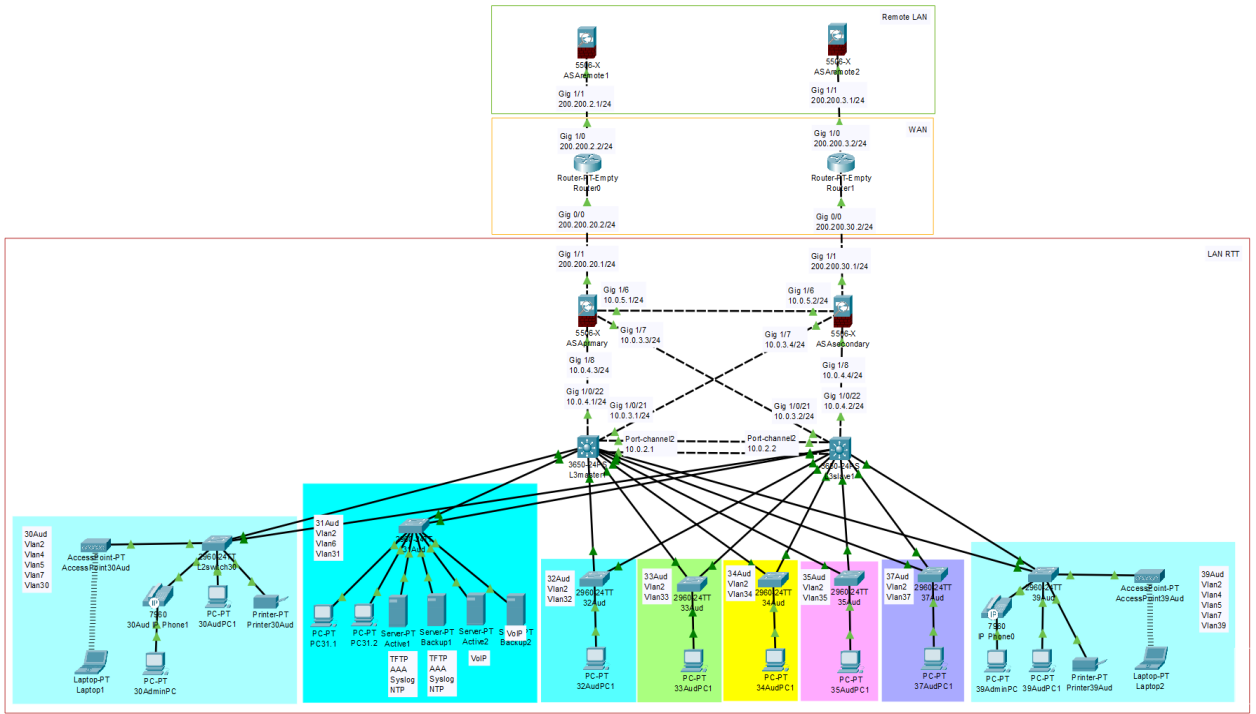 Remote LAN
5506-X
ASAremote1
5506-X
ASAremote2
Gig 1/1
200.200.2.1/24
Gig 1/1
200.200.3.1/24
WAN
Gig 1/0
200.200.2.2/24
Gig 1/0
200.200.3.2/24
Router-PT-Empty
Router0
Router-PT-Empty
Router1
Gig 0/0
200.200.20.2/24
Gig 0/0
200.200.30.2/24
LAN RTT
Gig 1/1
200.200.20.1/24
Gig 1/1
200.200.30.1/24
Gig 1/6
10.0.5.1/24
Gig 1/6
10.0.5.2/24
5506-X
ASAprimary
5506-X
ASAsecondary
Gig 1/7
10.0.3.3/24
Gig 1/7
10.0.3.4/24
Gig 1/8
10.0.4.3/24
Gig 1/8
10.0.4.4/24
Gig 1/0/22
10.0.4.1/24
Gig 1/0/22
10.0.4.2/24
Gig 1/0/21
10.0.3.1/24
Gig 1/0/21
10.0.3.2/24
Port-channel2
10.0.2.1
Port-channel2
10.0.2.2
3650-24PS
L3master1
3650-24PS
L3slave1
30Aud
Vlan2
Vlan4
Vlan5
Vlan7
Vlan30
AccessPoint-PT
AccessPoint30Aud
2960-24TT
L2switch30
7960
30Aud IP Phone1
PC-PT
30AudPC1
Printer-PT
Printer30Aud
Laptop-PT
Laptop1
PC-PT
30AdminPC
31Aud
Vlan2
Vlan6
Vlan31
PC-PT
PC31.1
PC-PT
PC31.2
Server-PT
Active1
Server-PT
Backup1
Server-PT
Active2
VoIP
Backup2
TFTP
AAA
Syslog
NTP
TFTP
AAA
Syslog
NTP
VoIP
32Aud
Vlan2
Vlan32
2960-24TT
32Aud
PC-PT
32AudPC1
33Aud
Vlan2
Vlan33
2960-24TT
33Aud
PC-PT
33AudPC1
34Aud
Vlan2
Vlan34
2960-24TT
34Aud
PC-PT
34AudPC1
35Aud
Vlan2
Vlan35
2960-24TT
35Aud
PC-PT
35AudPC1
37Aud
Vlan2
Vlan37
2960-24TT
37Aud
PC-PT
37AudPC1
2960-24TT
39Aud
AccessPoint-PT
AccessPoint39Aud
39Aud
Vlan2
Vlan4
Vlan5
Vlan7
Vlan39
7960
IP Phone0
PC-PT
39AdminPC
PC-PT
39AudPC1
Printer-PT
Printer39Aud
Laptop-PT
Laptop2